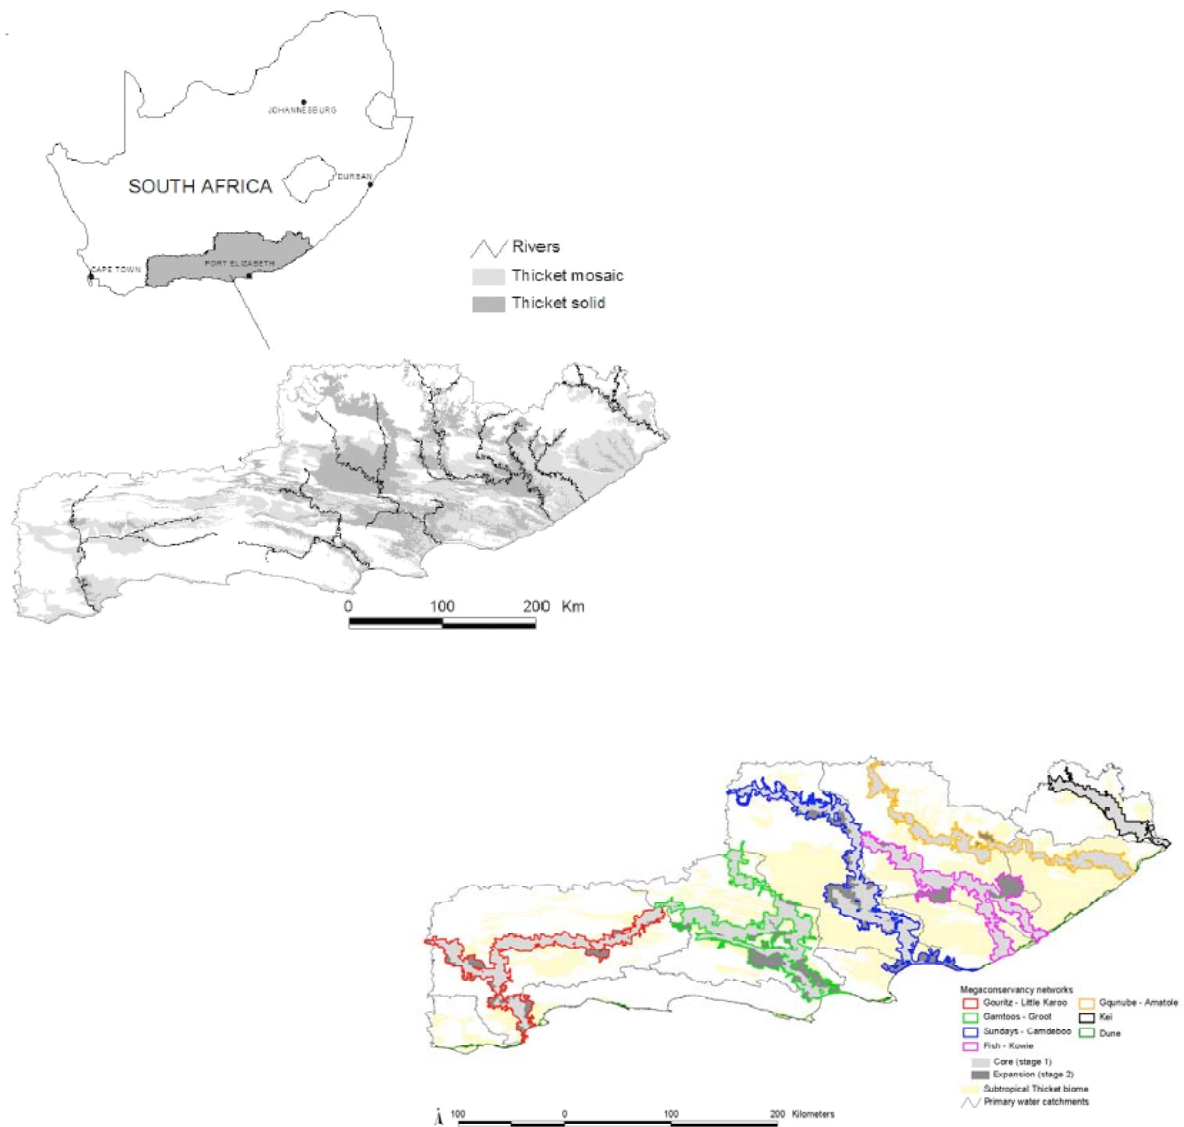 JOHANNESBURG
DURBAN
SOUTH AFRICA
PORT ELIZABETH
CAPE TOWN
Rivers
Thicket mosaic
Thicket solid
0 100 200 Km
Megaconservancy networks
Gouritz - Little Karoo
Gqunube - Amatole
Gamtoos - Groot
Kei
Sundays - Camdeboo
Dune
Fish - Kowie
Core (stage 1)
Expansion (stage 2)
Subtropical Thicket biome
Primary water catchments
100 0 100 200 Kilometers